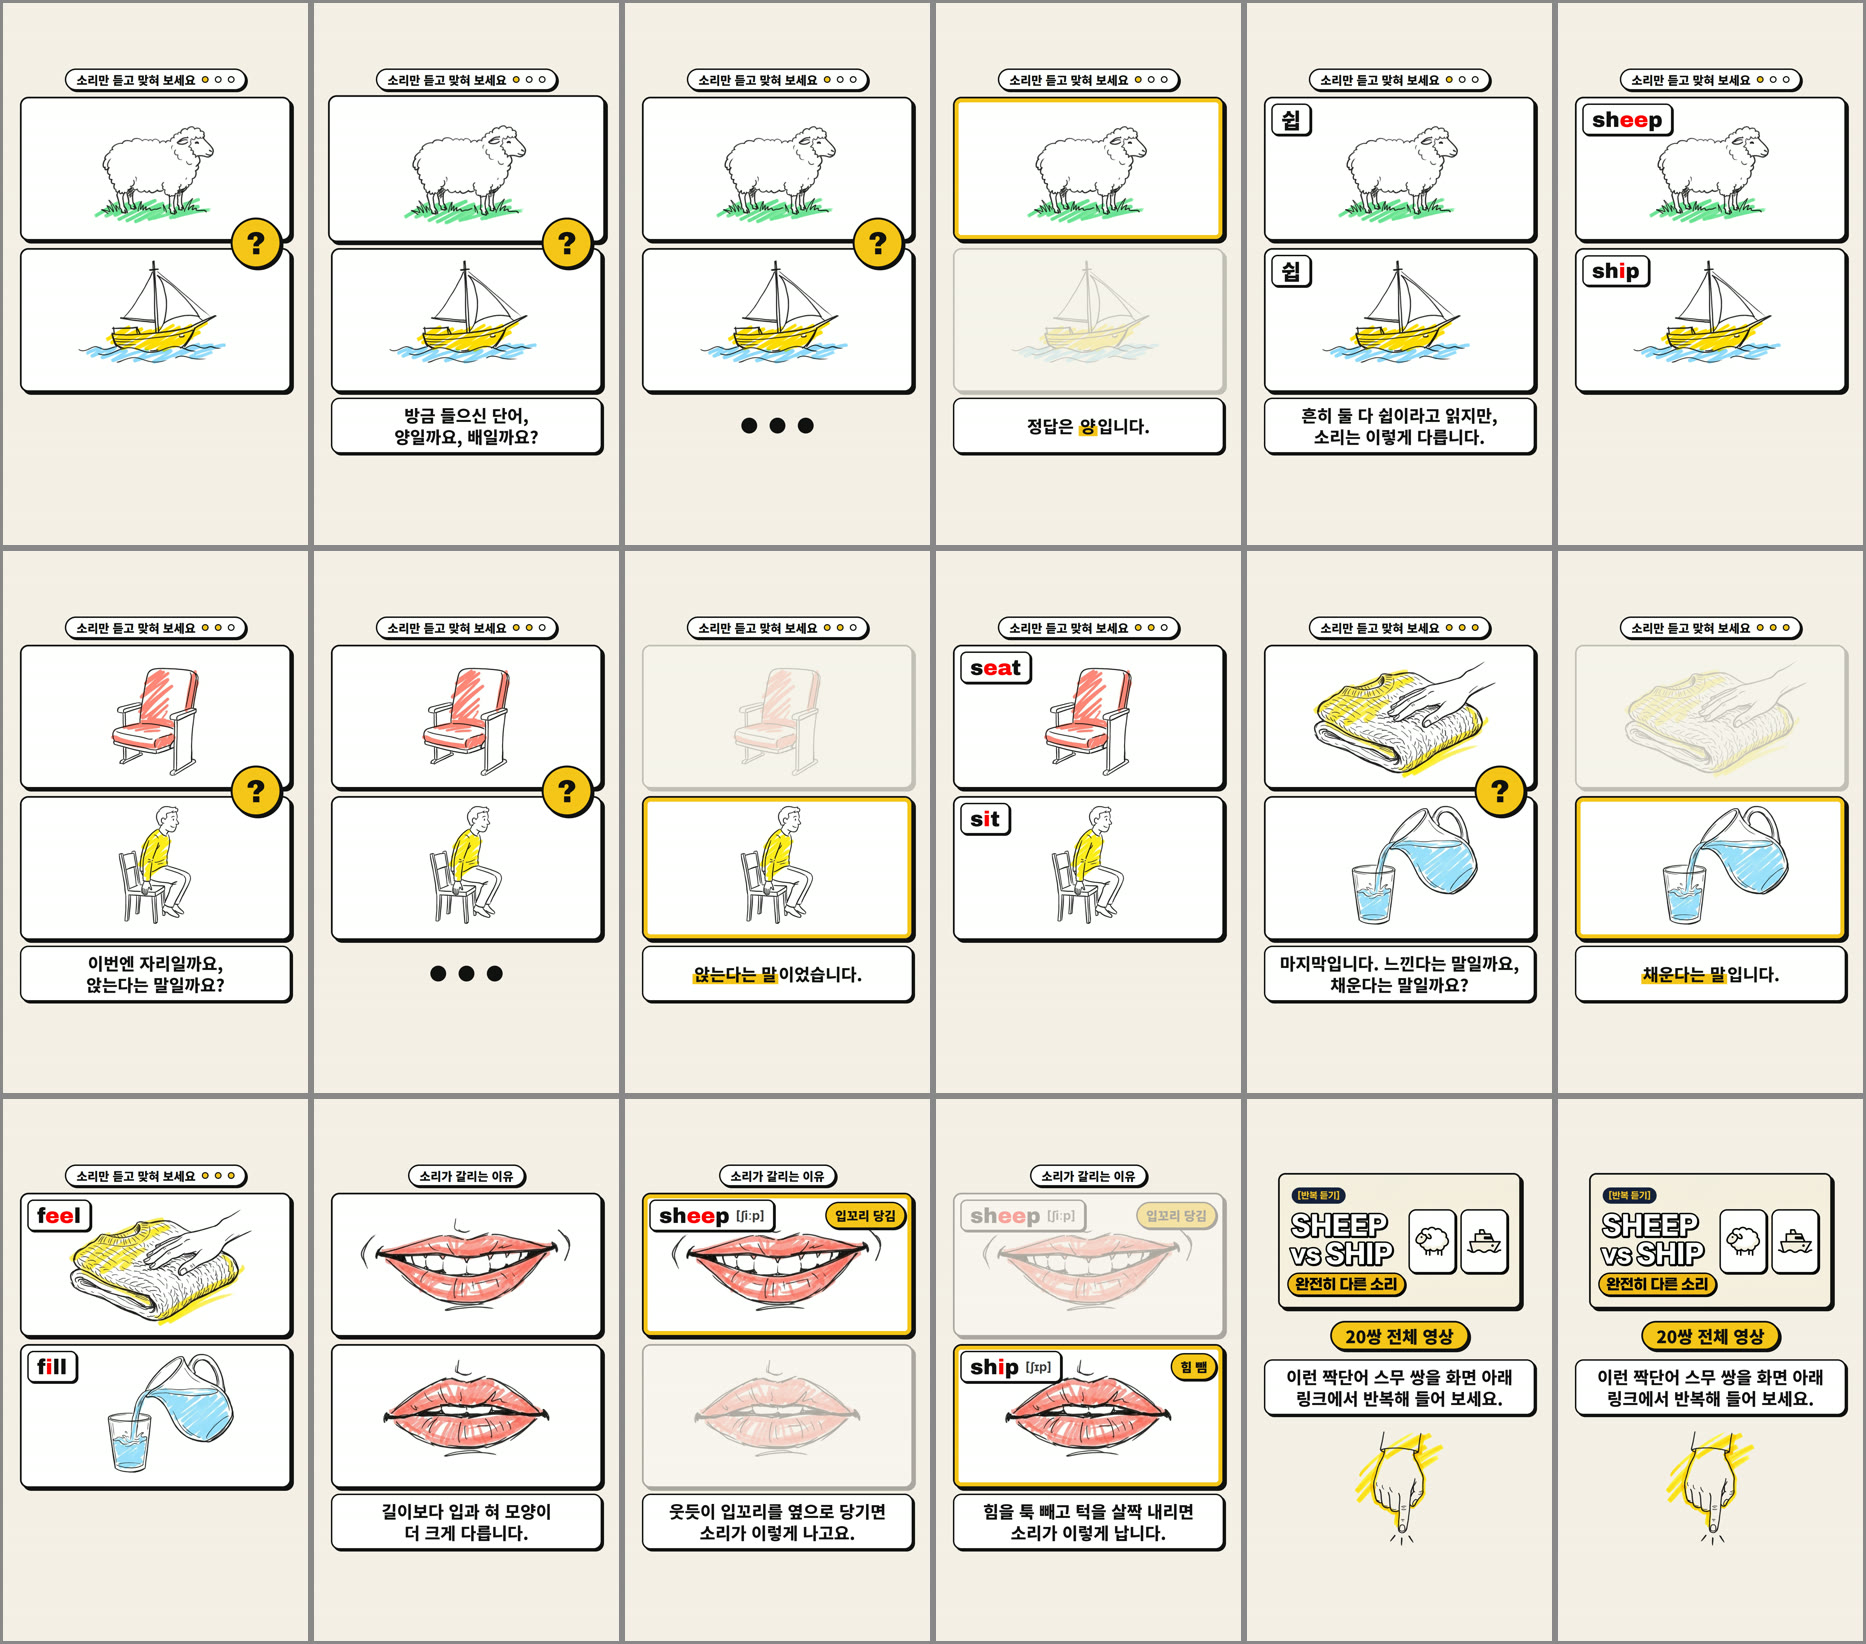 소리만 듣고 맞혀 보세요
?
소리만 듣고 맞혀 보세요
?
방금 들으신 단어,
양일까요, 배일까요?
소리만 듣고 맞혀 보세요
?
소리만 듣고 맞혀 보세요
정답은 양입니다.
소리만 듣고 맞혀 보세요
쉽
쉽
흔히 둘 다 쉽이라고 읽지만,
소리는 이렇게 다릅니다.
소리만 듣고 맞혀 보세요
sheep
ship
소리만 듣고 맞혀 보세요
?
이번엔 자리일까요,
앉는다는 말일까요?
소리만 듣고 맞혀 보세요
?
소리만 듣고 맞혀 보세요
앉는다는 말이었습니다.
소리만 듣고 맞혀 보세요
seat
sit
소리만 듣고 맞혀 보세요
?
마지막입니다. 느낀다는 말일까요,
채운다는 말일까요?
소리만 듣고 맞혀 보세요
채운다는 말입니다.
소리만 듣고 맞혀 보세요
feel
fill
소리가 갈리는 이유
길이보다 입과 혀 모양이
더 크게 다릅니다.
소리가 갈리는 이유
sheep [ʃiːp] 입꼬리 당김
웃듯이 입꼬리를 옆으로 당기면
소리가 이렇게 나고요.
소리가 갈리는 이유
sheep [ʃiːp] 입꼬리 당김
ship [ʃɪp] 힘 뺌
힘을 툭 빼고 턱을 살짝 내리면
소리가 이렇게 납니다.
[반복 듣기]
SHEEP
vs SHIP
완전히 다른 소리
20쌍 전체 영상
이런 짝단어 스무 쌍을 화면 아래
링크에서 반복해 들어 보세요.
[반복 듣기]
SHEEP
vs SHIP
완전히 다른 소리
20쌍 전체 영상
이런 짝단어 스무 쌍을 화면 아래
링크에서 반복해 들어 보세요.